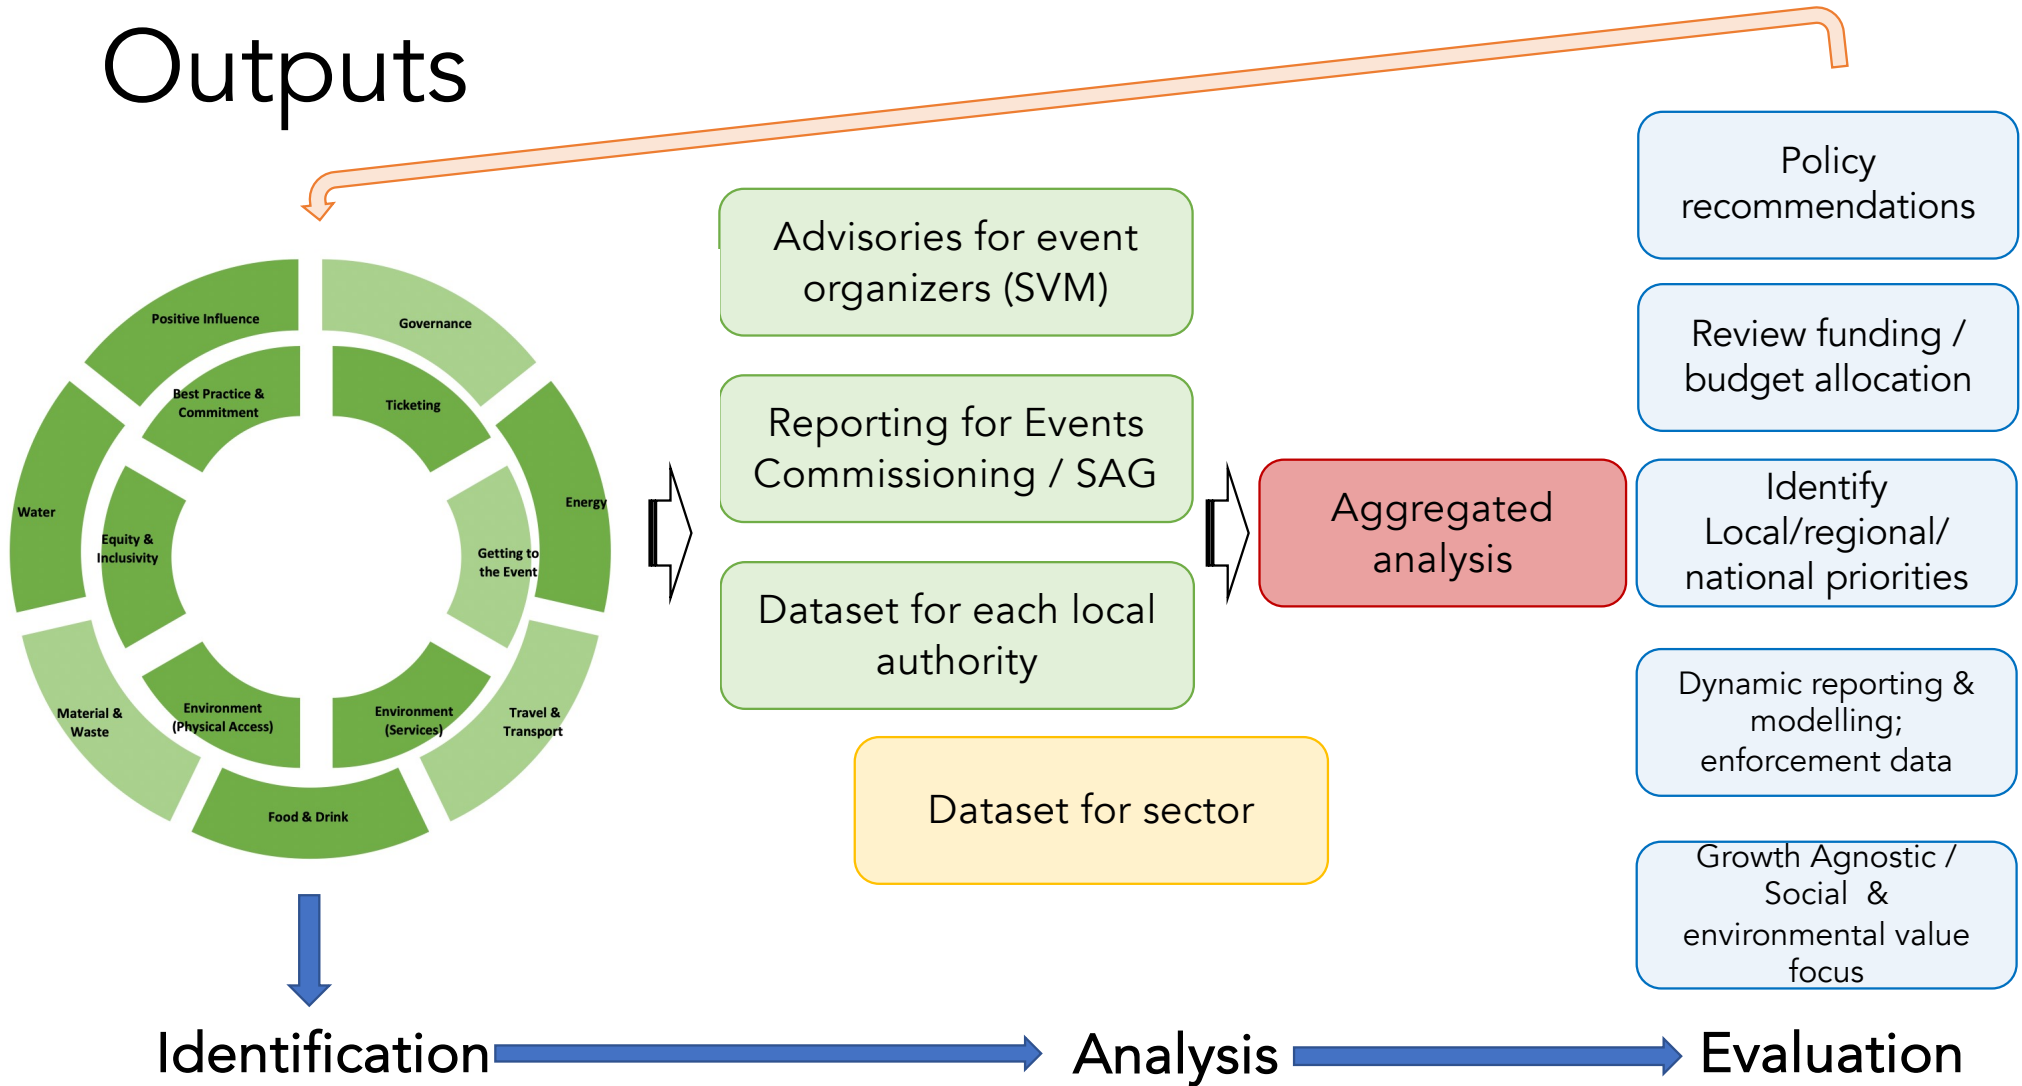 Outputs
Positive Influence
Governance
Best Practice &
Commitment
Ticketing
Water
Energy
Equity &
Inclusivity
Getting to
the Event
Material &
Waste
Environment
(Physical Access)
Environment
(Services)
Travel &
Transport
Food & Drink
Advisories for event
organizers (SVM)
Reporting for Events
Commissioning / SAG
Dataset for each local
authority
Dataset for sector
Aggregated
analysis
Policy
recommendations
Review funding /
budget allocation
Identify
Local/regional/
national priorities
Dynamic reporting &
modelling;
enforcement data
Growth Agnostic /
Social &
environmental value
focus
Identification
Analysis
Evaluation